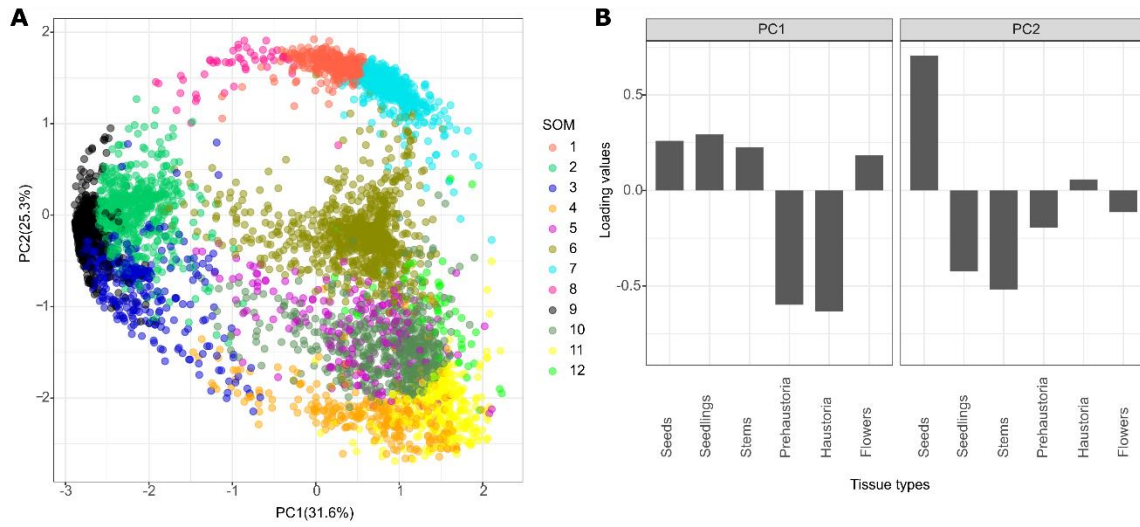 A
2
1
0
-1
-2
-3
-2
-1
0
1
2
PC2(25.3%)
PC1(31.6%)
SOM
1
2
3
4
5
6
7
8
9
10
11
12
B
PC1
PC2
0.5
0.0
-0.5
Loading values
Seeds
Seedlings
Stems
Prehaustoria
Haustoria
Flowers
Seeds
Seedlings
Stems
Prehaustoria
Haustoria
Flowers
Tissue types